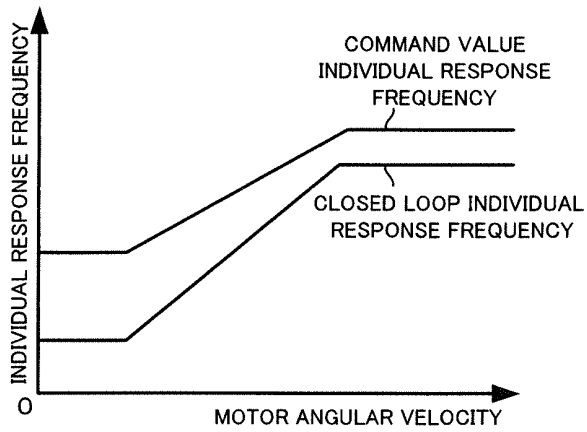 COMMAND VALUE
INDIVIDUAL RESPONSE
FREQUENCY
CLOSED LOOP INDIVIDUAL
RESPONSE FREQUENCY
INDIVIDUAL RESPONSE FREQUENCY
O
MOTOR ANGULAR VELOCITY